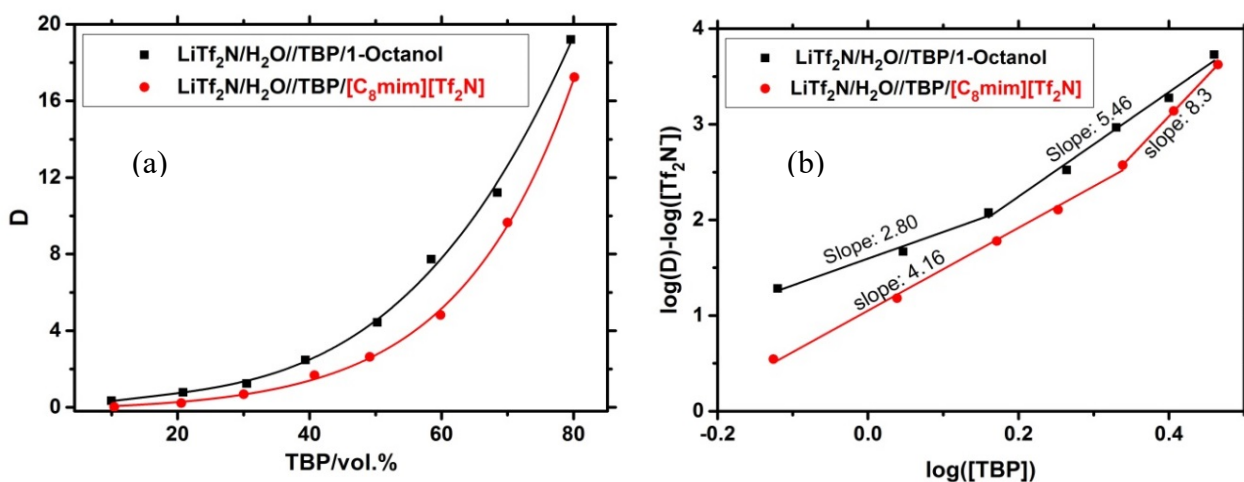 20
16
12
8
4
0
D
LiTf₂N/H₂O//TBP/1-Octanol
LiTf₂N/H₂O//TBP/[C₈mim][Tf₂N]
(a)
20 40 60 80
TBP/vol.%
4
3
2
1
0
log(D)-log([Tf₂N⁻])
LiTf₂N/H₂O//TBP/1-Octanol
LiTf₂N/H₂O//TBP/[C₈mim][Tf₂N]
(b)
Slope: 5.46
slope: 8.3
Slope: 2.80
slope: 4.16
-0.2 0.0 0.2 0.4
log([TBP])